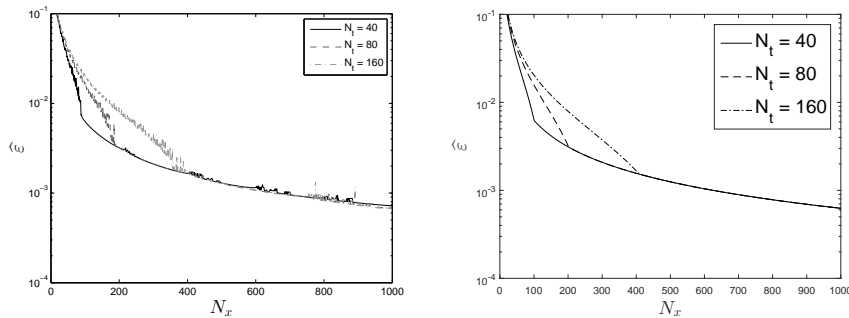 10^{-1}
10^{-2}
10^{-3}
10^{-4}
ε̂
0 200 400 600 800 1000
N_x
N_t = 40
N_t = 80
N_t = 160
10^{-1}
10^{-2}
10^{-3}
10^{-4}
ε̂
0 100 200 300 400 500 600 700 800 900 1000
N_x
N_t = 40
N_t = 80
N_t = 160